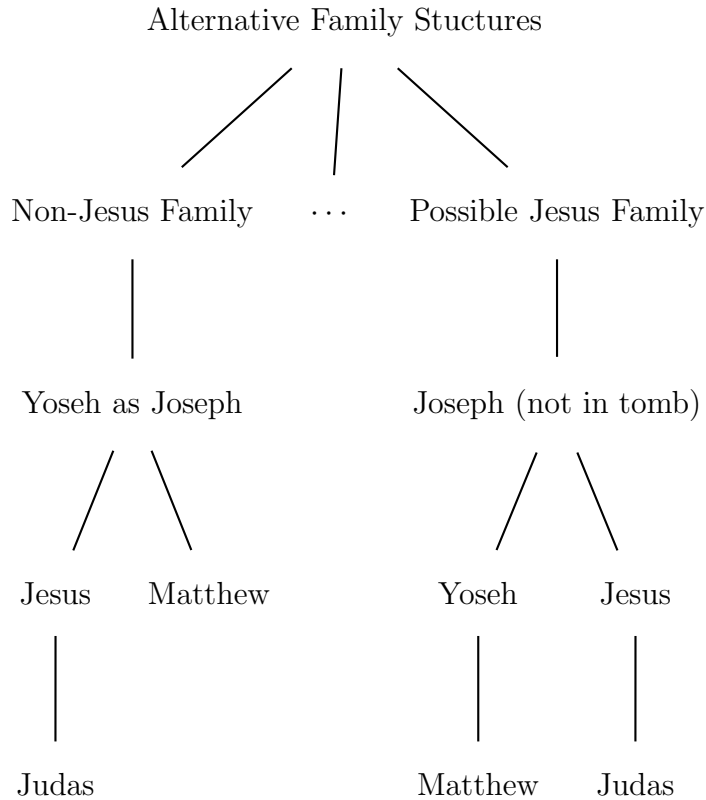 Alternative Family Stuctures
Non-Jesus Family ... Possible Jesus Family
Yoseh as Joseph Joseph (not in tomb)
Jesus Matthew Yoseh Jesus
Judas Matthew Judas